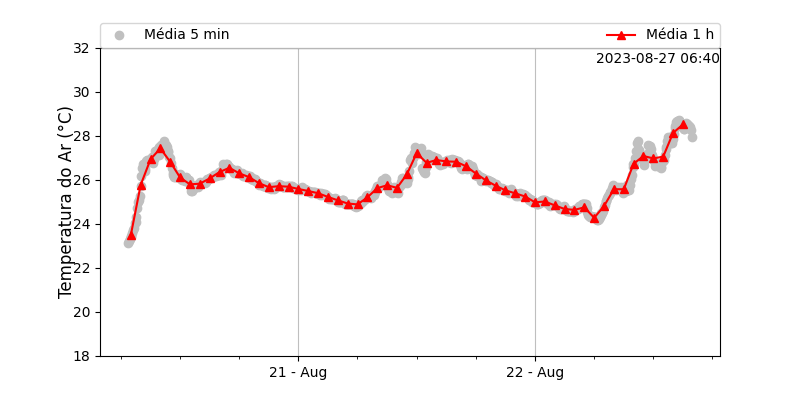 Média 5 min
Média 1 h
2023-08-27 06:40
Temperatura do Ar (°C)
32
30
28
26
24
22
20
18
21 - Aug
22 - Aug